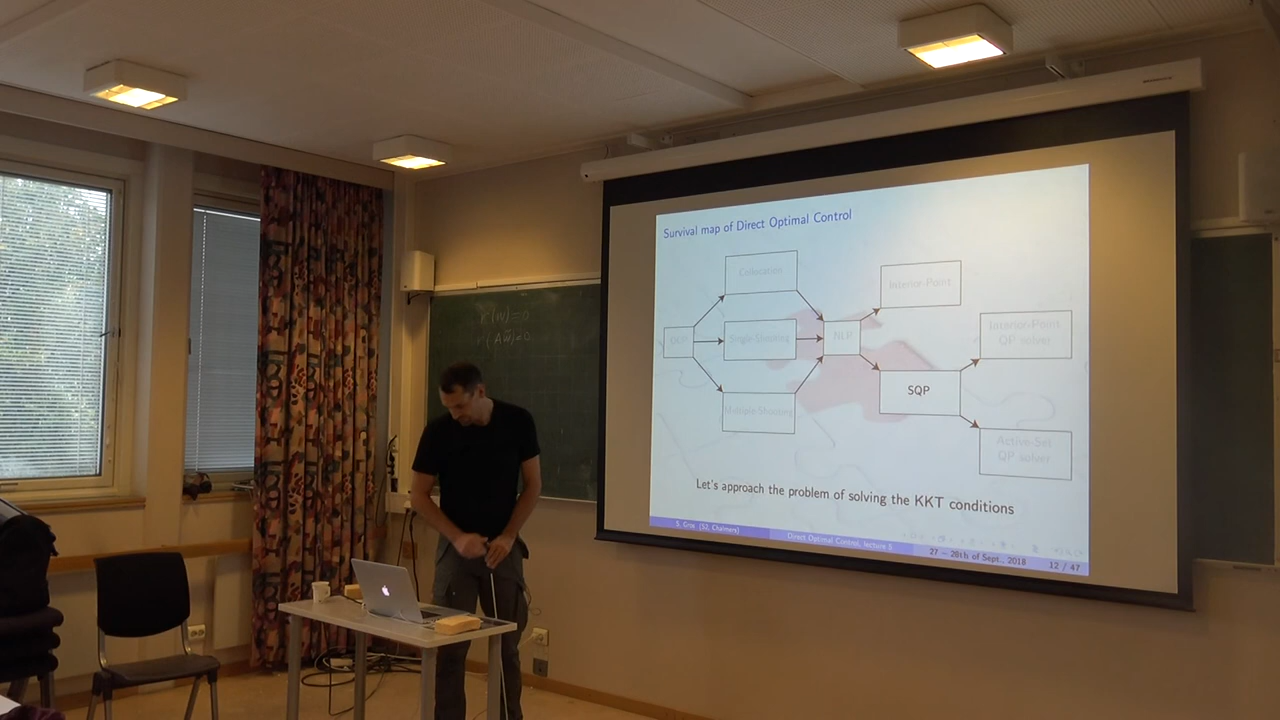 r(w)=0
Survival map of Direct Optimal Control
Collocation
Interior-Point
OCP
Single-Shooting
NLP
Interior-Point
QP solver
SQP
Multiple-Shooting
Active-Set
QP solver
Let's approach the problem of solving the KKT conditions
S. Gros (S2, Chalmers)
Direct Optimal Control, lecture 5
27 – 28th of Sept., 2018
12 / 47